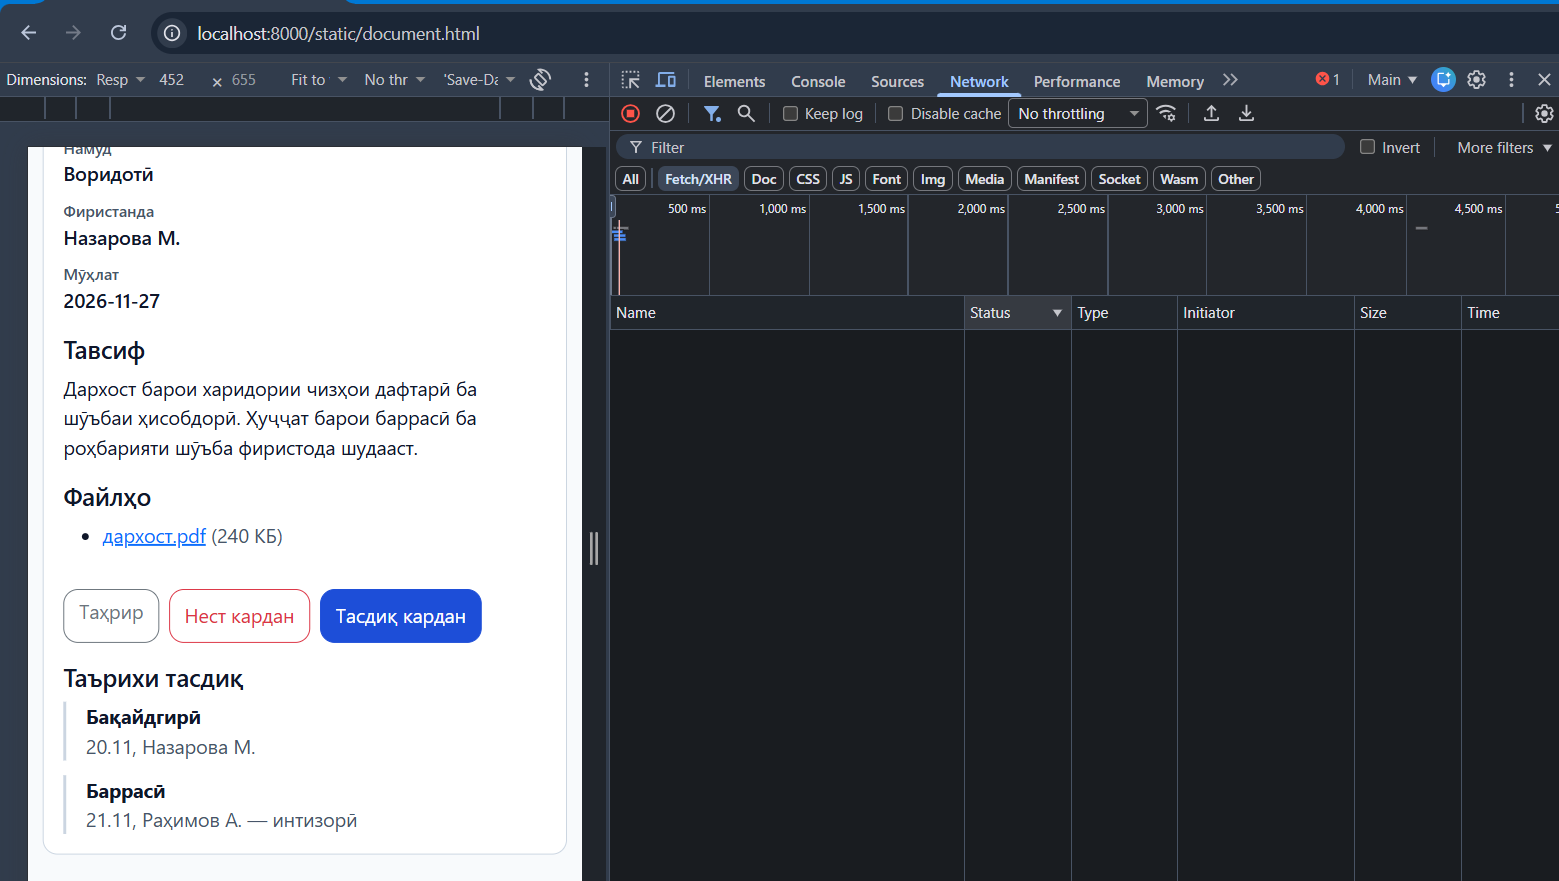 localhost:8000/static/document.html
Dimensions: Resp 452 × 655 Fit to No thr 'Save-Da
Elements Console Sources Network Performance Memory 1 Main
Keep log Disable cache No throttling
Filter Invert More filters
All Fetch/XHR Doc CSS JS Font Img Media Manifest Socket Wasm Other
500 ms 1,000 ms 1,500 ms 2,000 ms 2,500 ms 3,000 ms 3,500 ms 4,000 ms 4,500 ms
Name Status Type Initiator Size Time
Намуд
Воридотӣ
Фиристанда
Назарова М.
Мӯҳлат
2026-11-27
Тавсиф
Дархост барои харидории чизҳои дафтарӣ ба
шӯъбаи ҳисобдорӣ. Ҳуҷҷат барои баррасӣ ба
роҳбарияти шӯъба фиристода шудааст.
Файлҳо
дархост.pdf (240 КБ)
Таҳрир Нест кардан Тасдиқ кардан
Таърихи тасдиқ
Бақайдгирӣ
20.11, Назарова М.
Баррасӣ
21.11, Раҳимов А. — интизорӣ